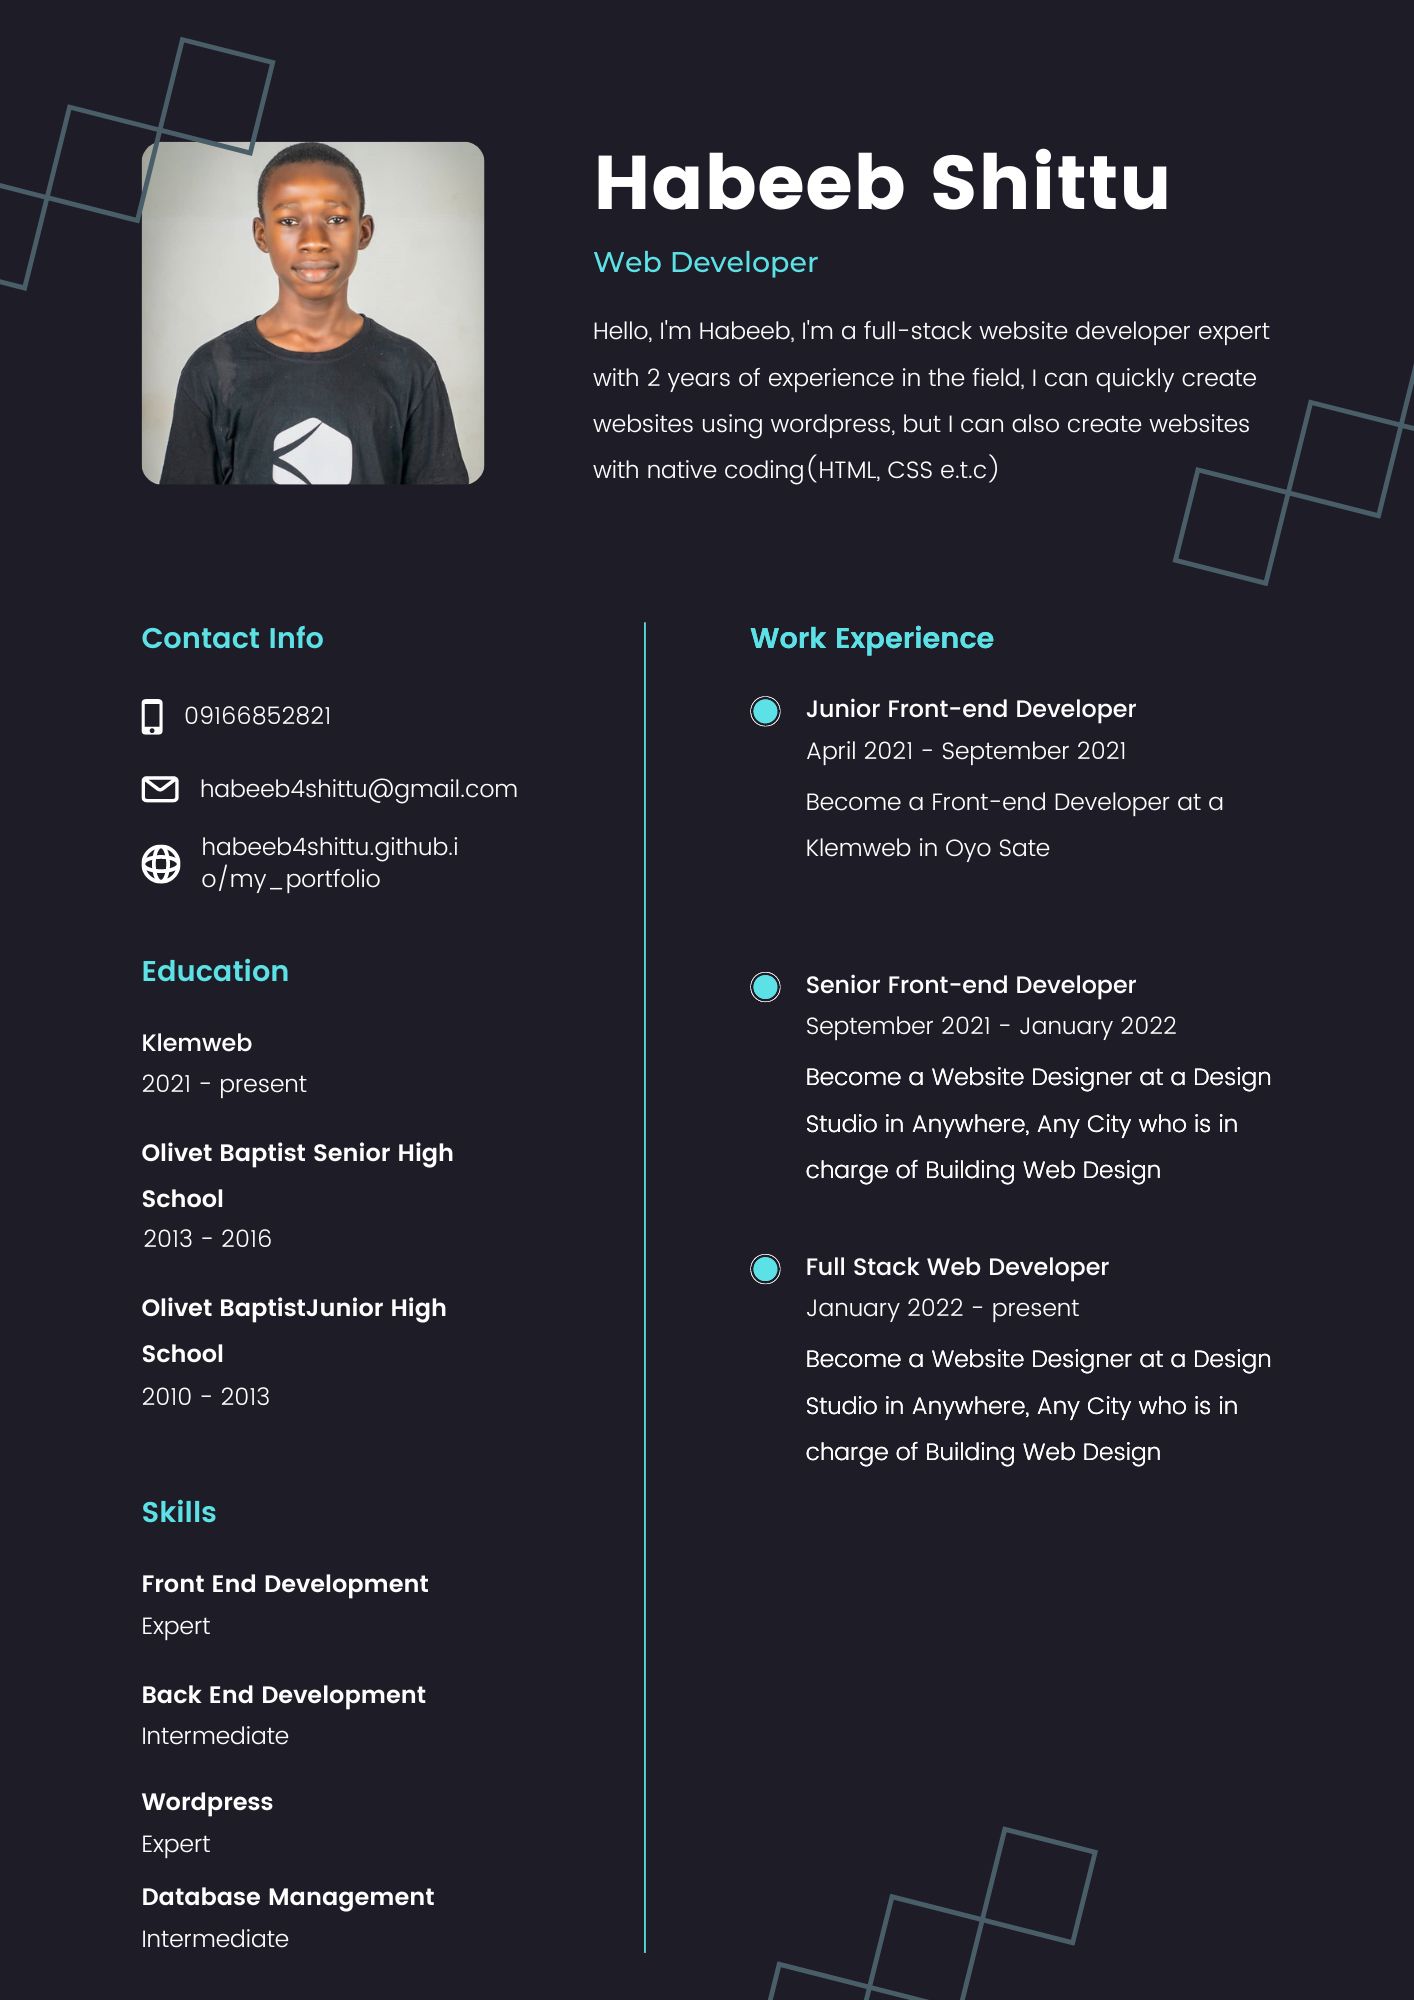 Habeeb Shittu
Web Developer
Hello, I'm Habeeb, I'm a full-stack website developer expert
with 2 years of experience in the field, I can quickly create
websites using wordpress, but I can also create websites
with native coding(HTML, CSS e.t.c)
Contact Info
09166852821
habeeb4shittu@gmail.com
habeeb4shittu.github.i
o/my_portfolio
Education
Klemweb
2021 - present
Olivet Baptist Senior High
School
2013 - 2016
Olivet BaptistJunior High
School
2010 - 2013
Skills
Front End Development
Expert
Back End Development
Intermediate
Wordpress
Expert
Database Management
Intermediate
Work Experience
Junior Front-end Developer
April 2021 - September 2021
Become a Front-end Developer at a
Klemweb in Oyo Sate
Senior Front-end Developer
September 2021 - January 2022
Become a Website Designer at a Design
Studio in Anywhere, Any City who is in
charge of Building Web Design
Full Stack Web Developer
January 2022 - present
Become a Website Designer at a Design
Studio in Anywhere, Any City who is in
charge of Building Web Design